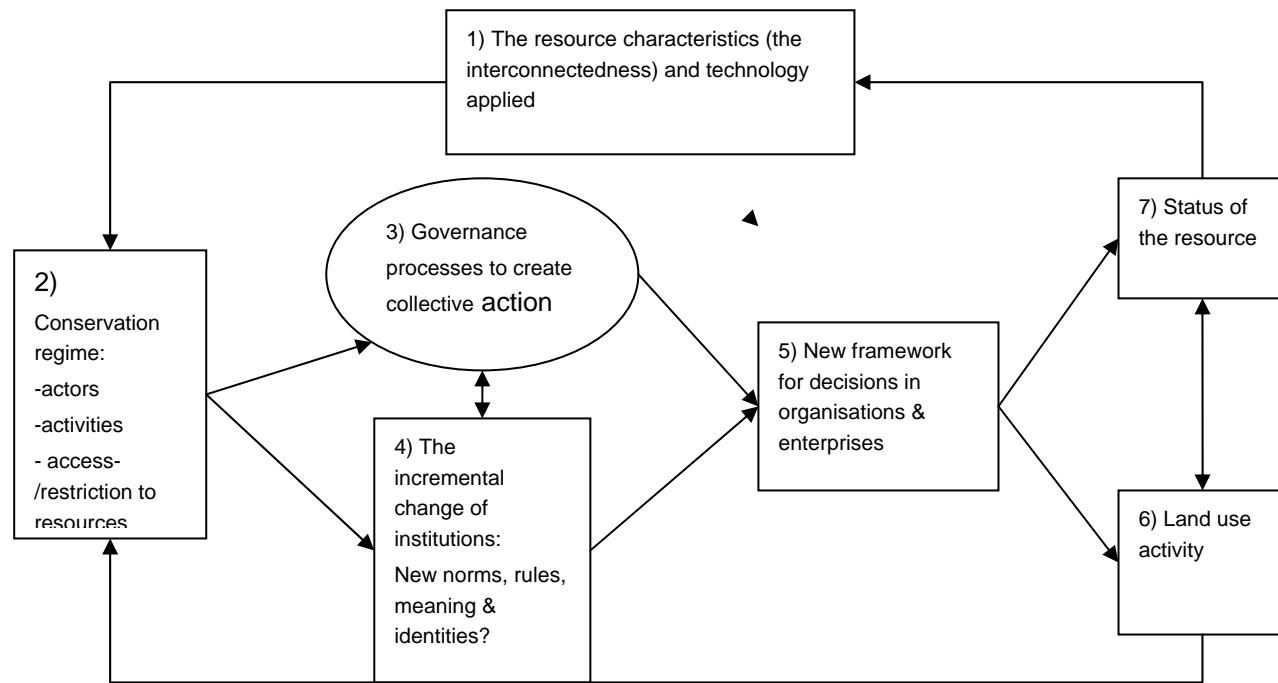 1) The resource characteristics (the
interconnectedness) and technology
applied
2)
Conservation
regime:
-actors
-activities
- access-
/restriction to
resources
3) Governance
processes to create
collective action
4) The
incremental
change of
institutions:
New norms, rules,
meaning &
identities?
5) New framework
for decisions in
organisations &
enterprises
7) Status of
the resource
6) Land use
activity